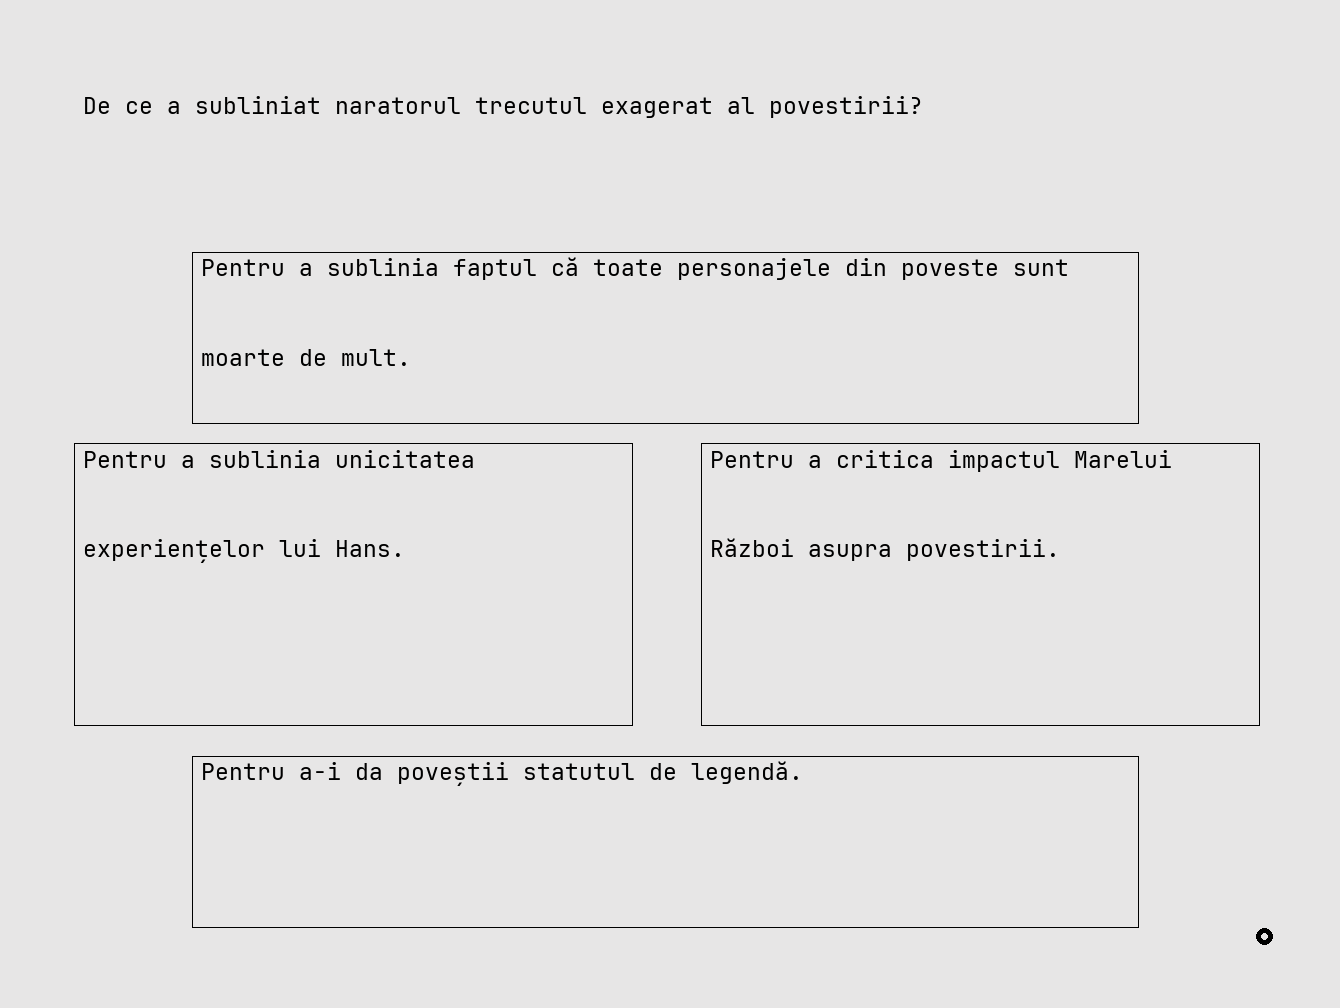 De ce a subliniat naratorul trecutul exagerat al povestirii?
Pentru a sublinia faptul că toate personajele din poveste sunt
moarte de mult.
Pentru a sublinia unicitatea
experiențelor lui Hans.
Pentru a critica impactul Marelui
Război asupra povestirii.
Pentru a-i da poveștii statutul de legendă.